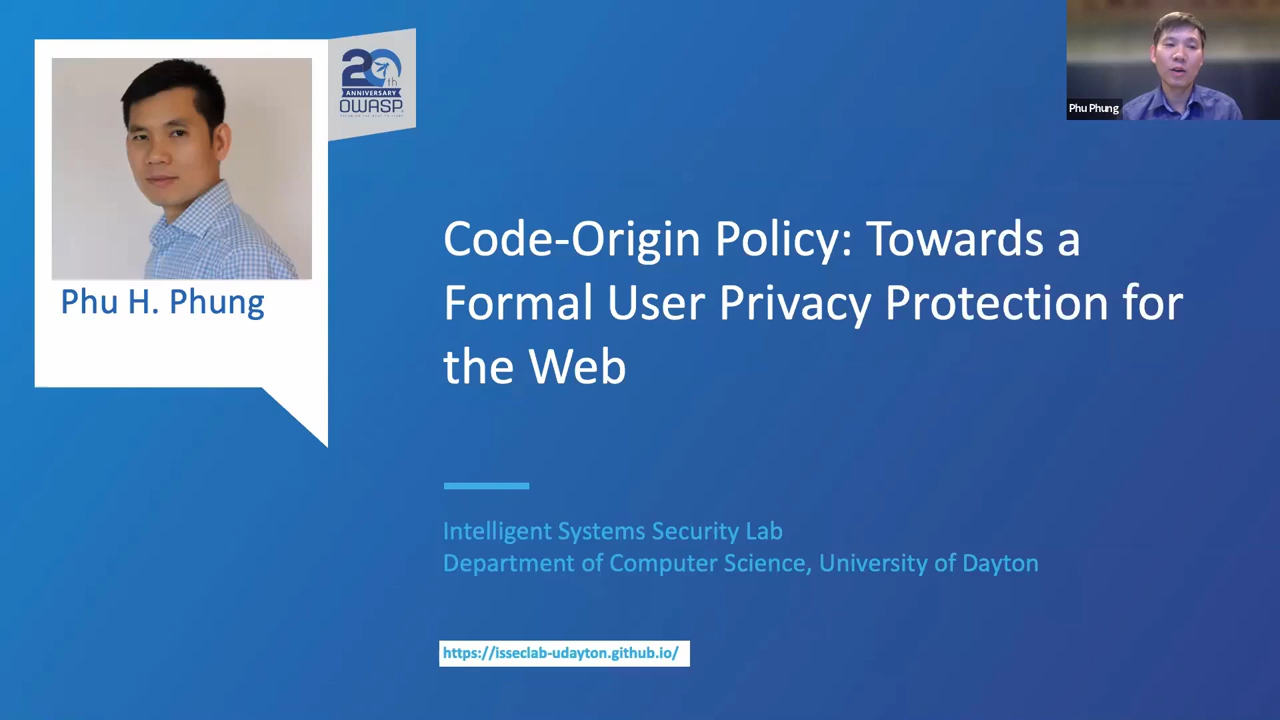 20th
ANNIVERSARY
OWASP
Phu Phung
Phu H. Phung
Code-Origin Policy: Towards a
Formal User Privacy Protection for
the Web
Intelligent Systems Security Lab
Department of Computer Science, University of Dayton
https://isseclab-udayton.github.io/